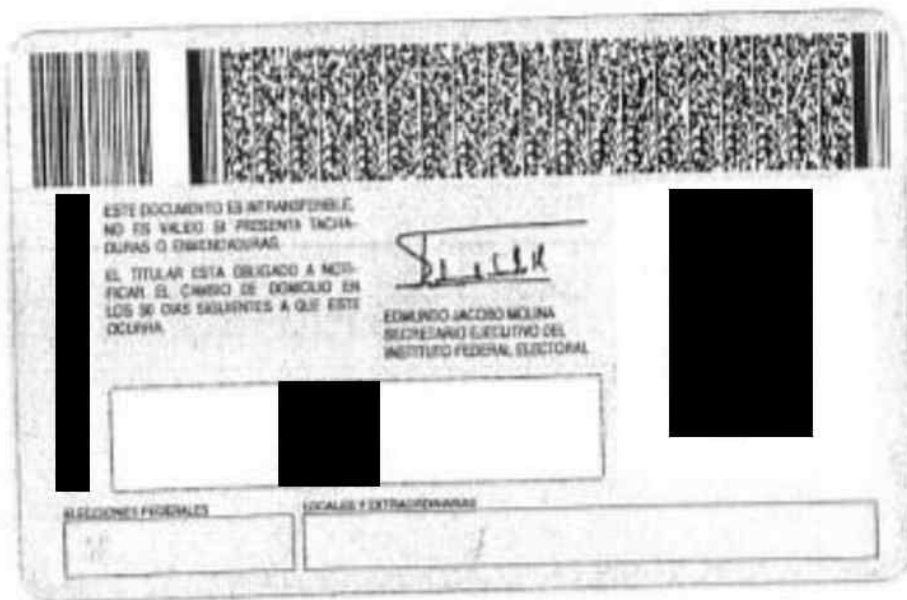 ESTE DOCUMENTO ES INTRANSFERIBLE,
NO ES VALIDO SI PRESENTA TACHA-
DURAS O ENMENDADURAS.
EL TITULAR ESTA OBLIGADO A NOTI-
FICAR EL CAMBIO DE DOMICILIO EN
LOS 30 DIAS SIGUIENTES A QUE ESTE
OCURRA.
EDMUNDO JACOBO MOLINA
SECRETARIO EJECUTIVO DEL
INSTITUTO FEDERAL ELECTORAL
ELECCIONES FEDERALES
LOCALES Y EXTRAORDINARIAS